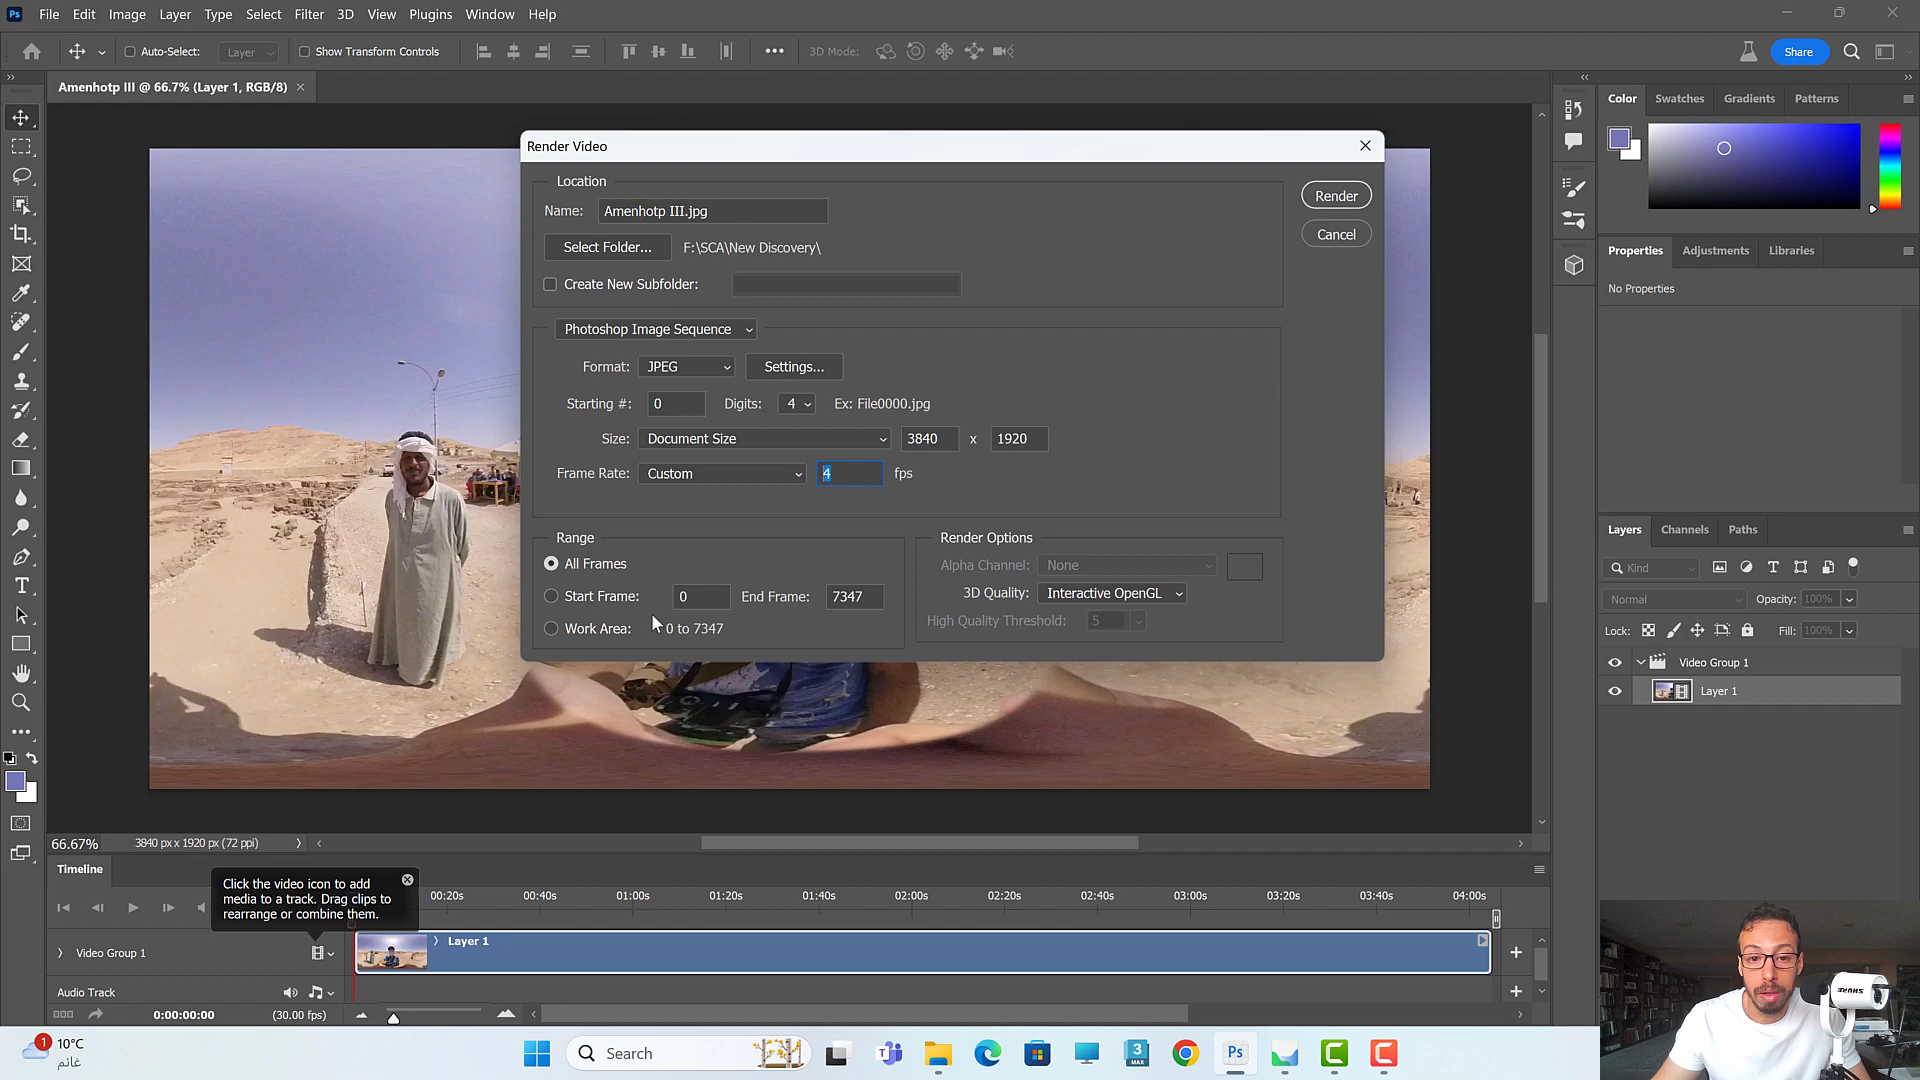 Ps File Edit Image Layer Type Select Filter 3D View Plugins Window Help
Auto-Select: Layer Show Transform Controls 3D Mode: Share
Amenhotp III @ 66.7% (Layer 1, RGB/8)
Color Swatches Gradients Patterns
Render Video
Location
Name: Amenhotp III.jpg
Render
Select Folder... F:\SCA\New Discovery\
Cancel
Create New Subfolder:
Photoshop Image Sequence
Format: JPEG Settings...
Starting #: 0 Digits: 4 Ex: File0000.jpg
Size: Document Size 3840 x 1920
Frame Rate: Custom 4 fps
Range
All Frames
Start Frame: 0 End Frame: 7347
Work Area: 0 to 7347
Render Options
Alpha Channel: None
3D Quality: Interactive OpenGL
High Quality Threshold: 5
Properties Adjustments Libraries
No Properties
Layers Channels Paths
Kind
Normal Opacity: 100%
Lock: Fill: 100%
Video Group 1
Layer 1
66.67% 3840 px x 1920 px (72 ppi)
Timeline
Click the video icon to add
media to a track. Drag clips to
rearrange or combine them.
00:20s 00:40s 01:00s 01:20s 01:40s 02:00s 02:20s 02:40s 03:00s 03:20s 03:40s 04:00s
Video Group 1
Layer 1
Audio Track
0:00:00:00 (30.00 fps)
SHURE
1
10°C
غائم
Search
3
MAX
Ps